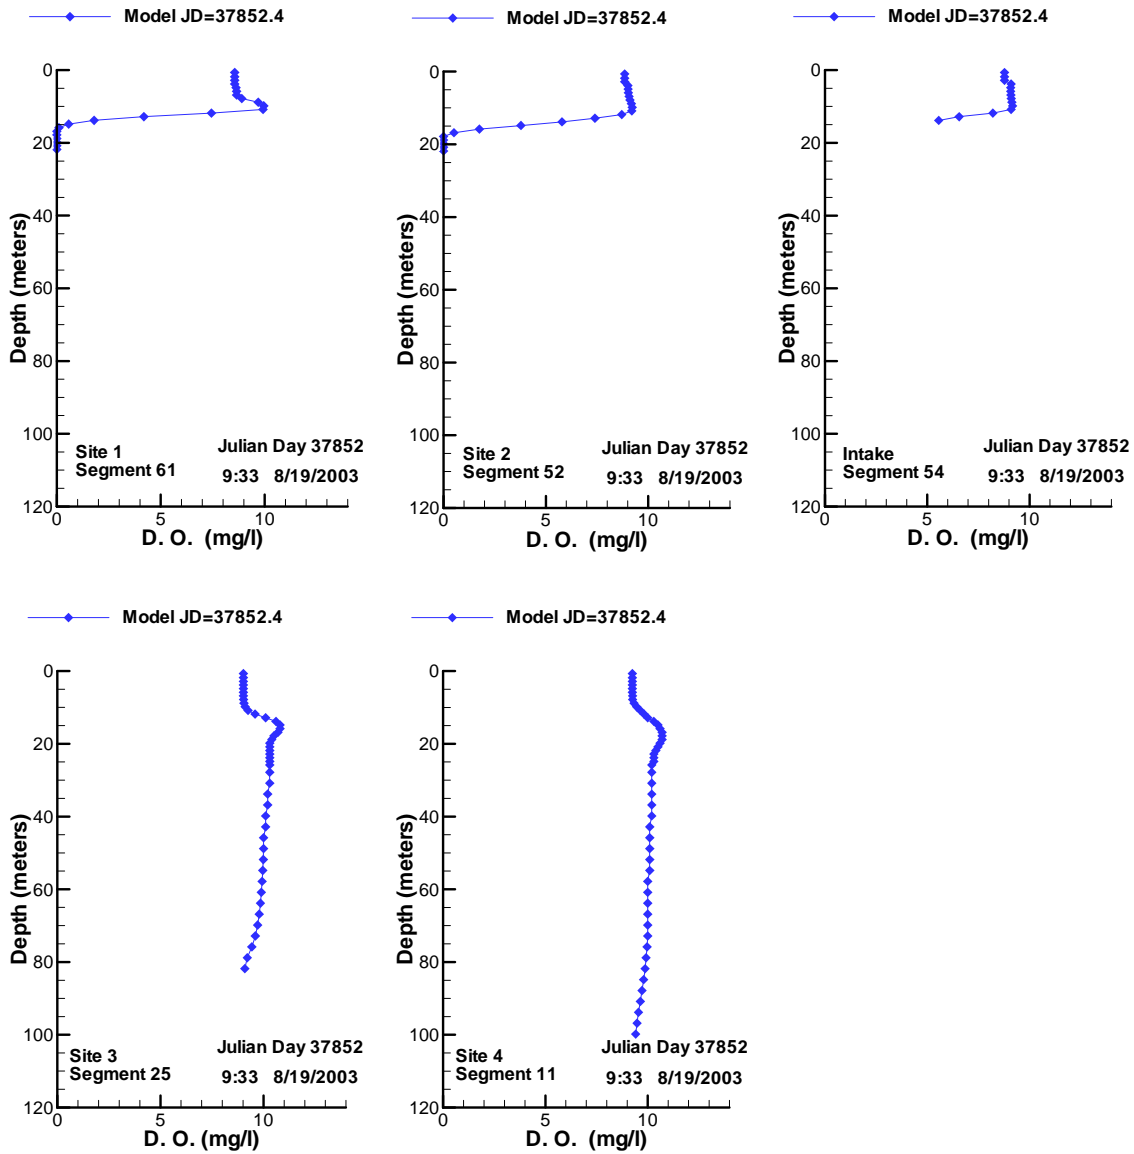 Model JD=37852.4
0
20
40
60
80
100
120
Depth (meters)
Site 1
Segment 61
Julian Day 37852
9:33 8/19/2003
0 5 10
D. O. (mg/l)
Model JD=37852.4
0
20
40
60
80
100
120
Depth (meters)
Site 2
Segment 52
Julian Day 37852
9:33 8/19/2003
0 5 10
D. O. (mg/l)
Model JD=37852.4
0
20
40
60
80
100
120
Depth (meters)
Intake
Segment 54
Julian Day 37852
9:33 8/19/2003
0 5 10
D. O. (mg/l)
Model JD=37852.4
0
20
40
60
80
100
120
Depth (meters)
Site 3
Segment 25
Julian Day 37852
9:33 8/19/2003
0 5 10
D. O. (mg/l)
Model JD=37852.4
0
20
40
60
80
100
120
Depth (meters)
Site 4
Segment 11
Julian Day 37852
9:33 8/19/2003
0 5 10
D. O. (mg/l)